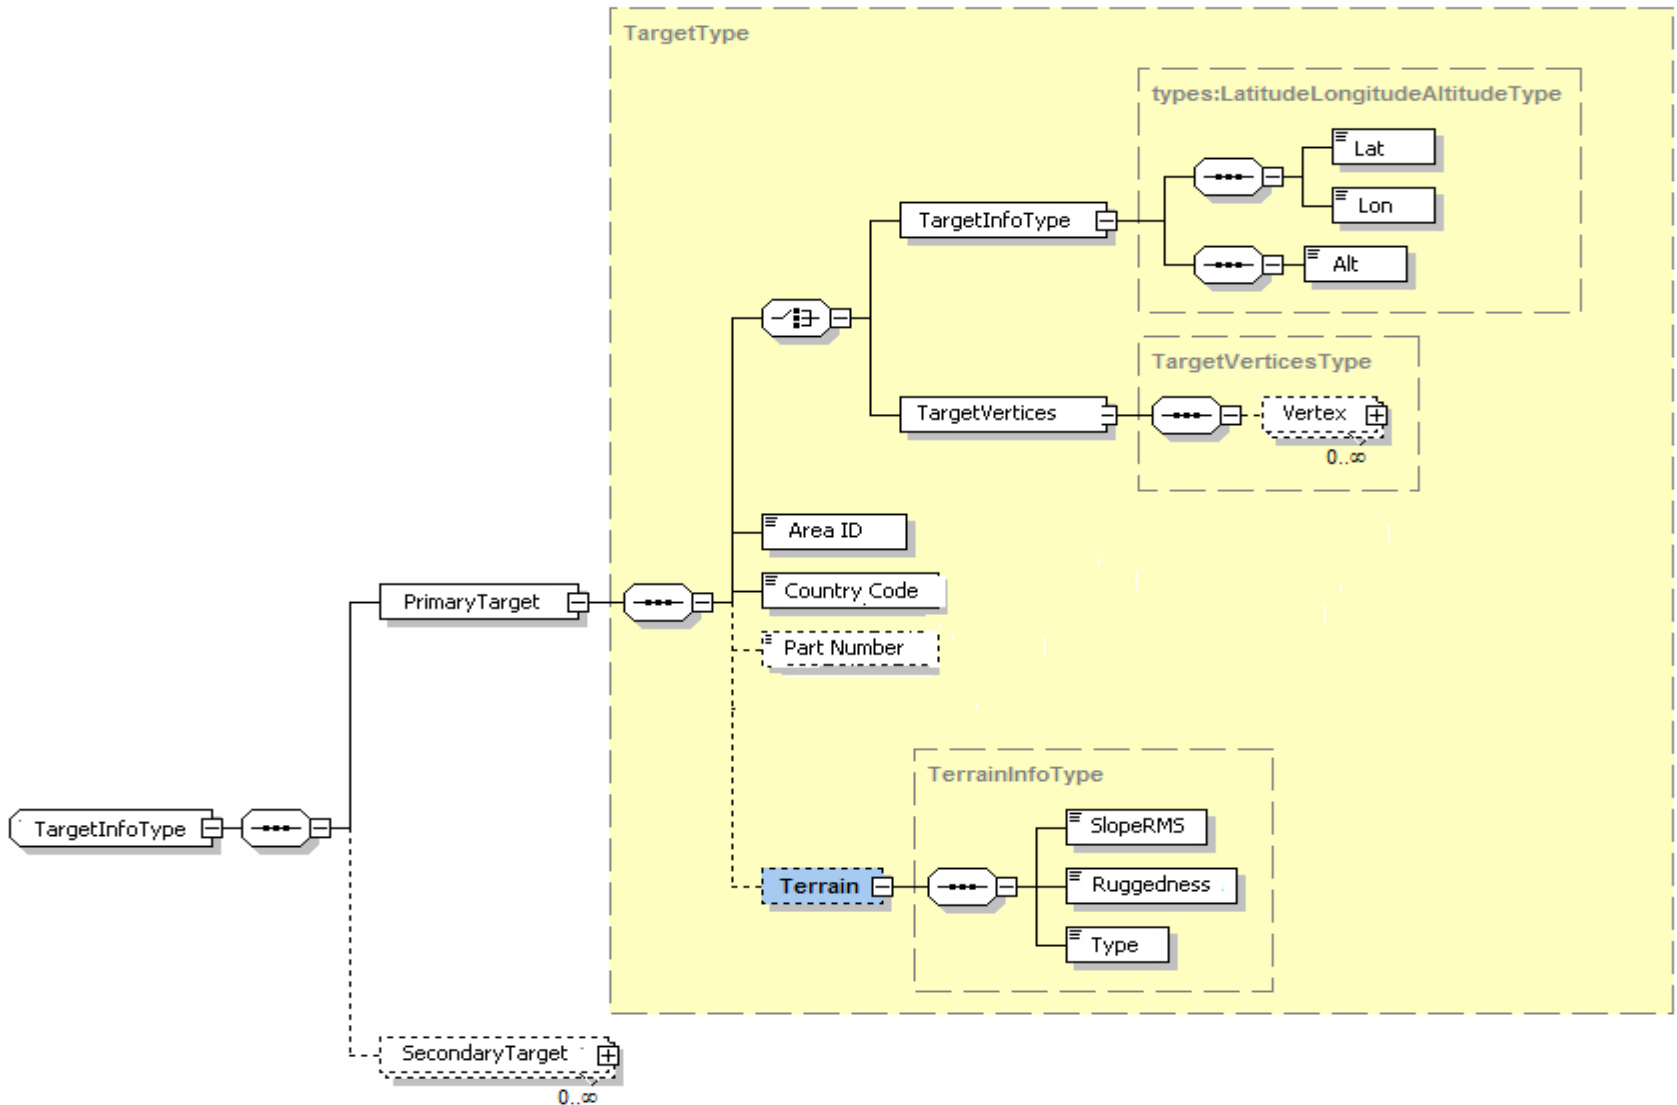 TargetType
types:LatitudeLongitudeAltitudeType
Lat
Lon
TargetInfoType
Alt
TargetVerticesType
TargetVertices
Vertex
0..∞
Area ID
Country Code
PrimaryTarget
Part Number
TerrainInfoType
SlopeRMS
TargetInfoType
Terrain
Ruggedness
Type
SecondaryTarget
0..∞